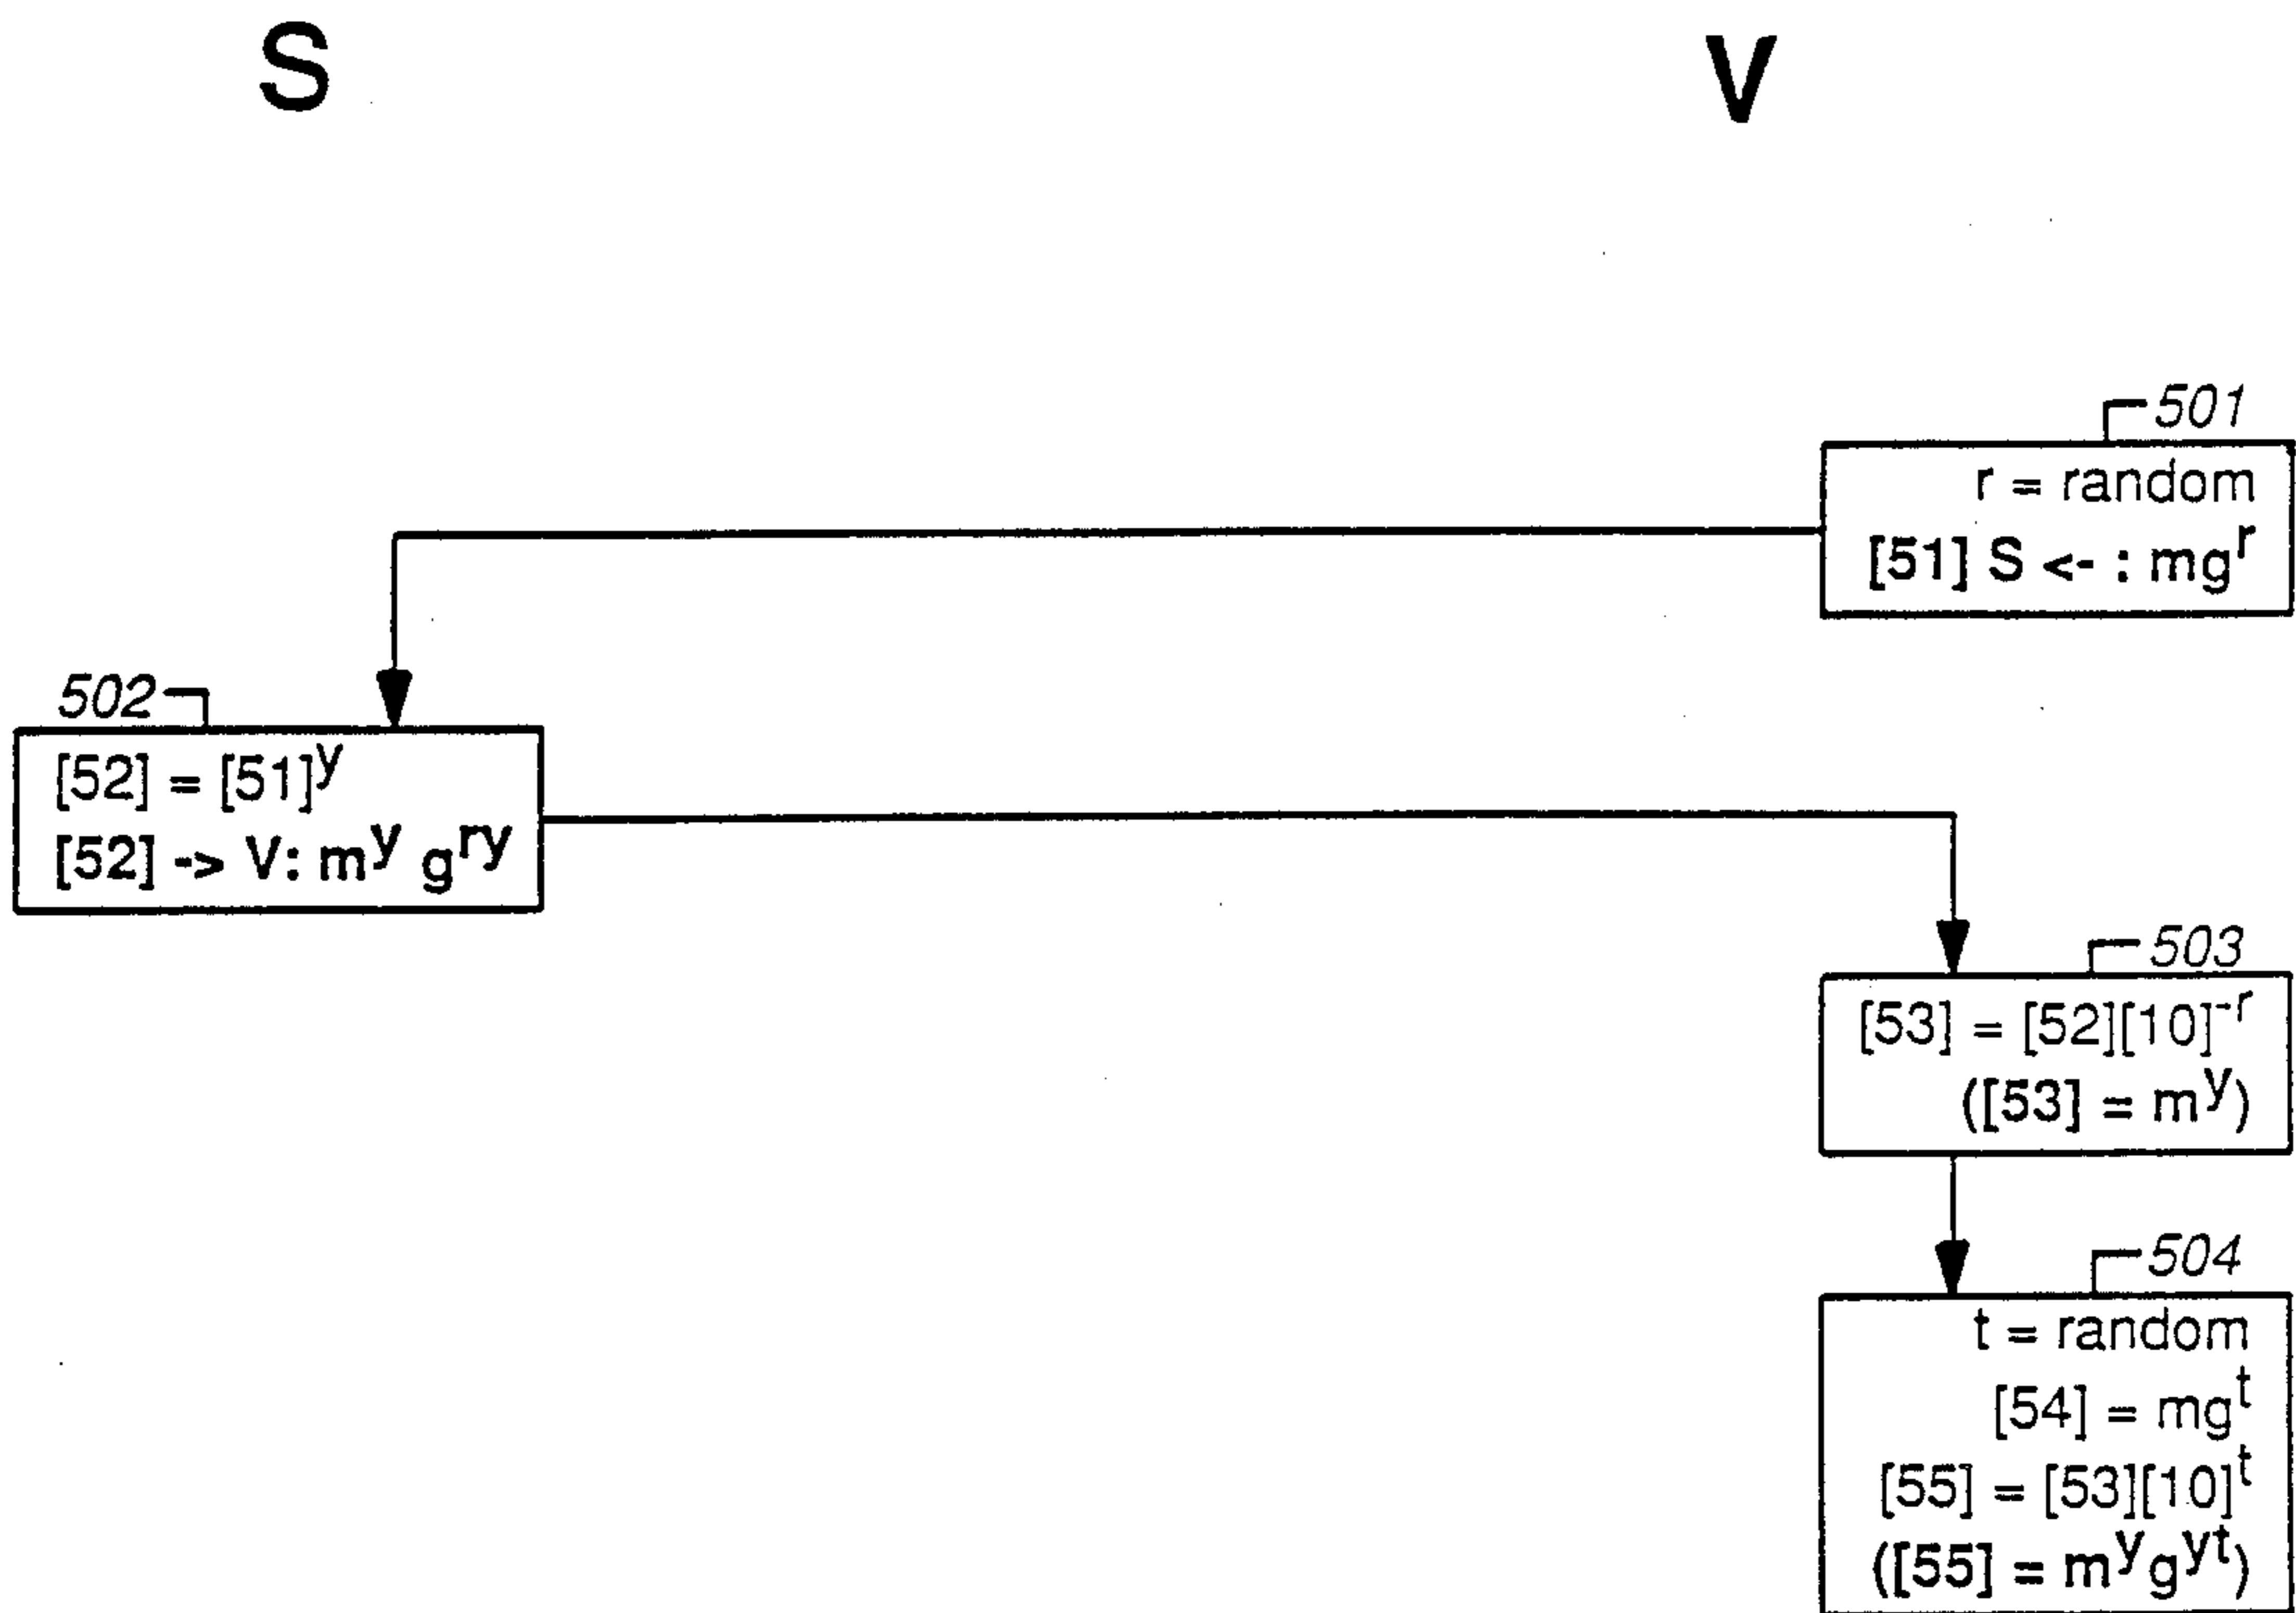 S
V
501
r = random
[51] S <- : mg^r
502
[52] = [51]^y
[52] -> V: m^y g^ry
503
[53] = [52][10]^-r
([53] = m^y)
504
t = random
[54] = mg^t
[55] = [53][10]^t
([55] = m^y g^yt)